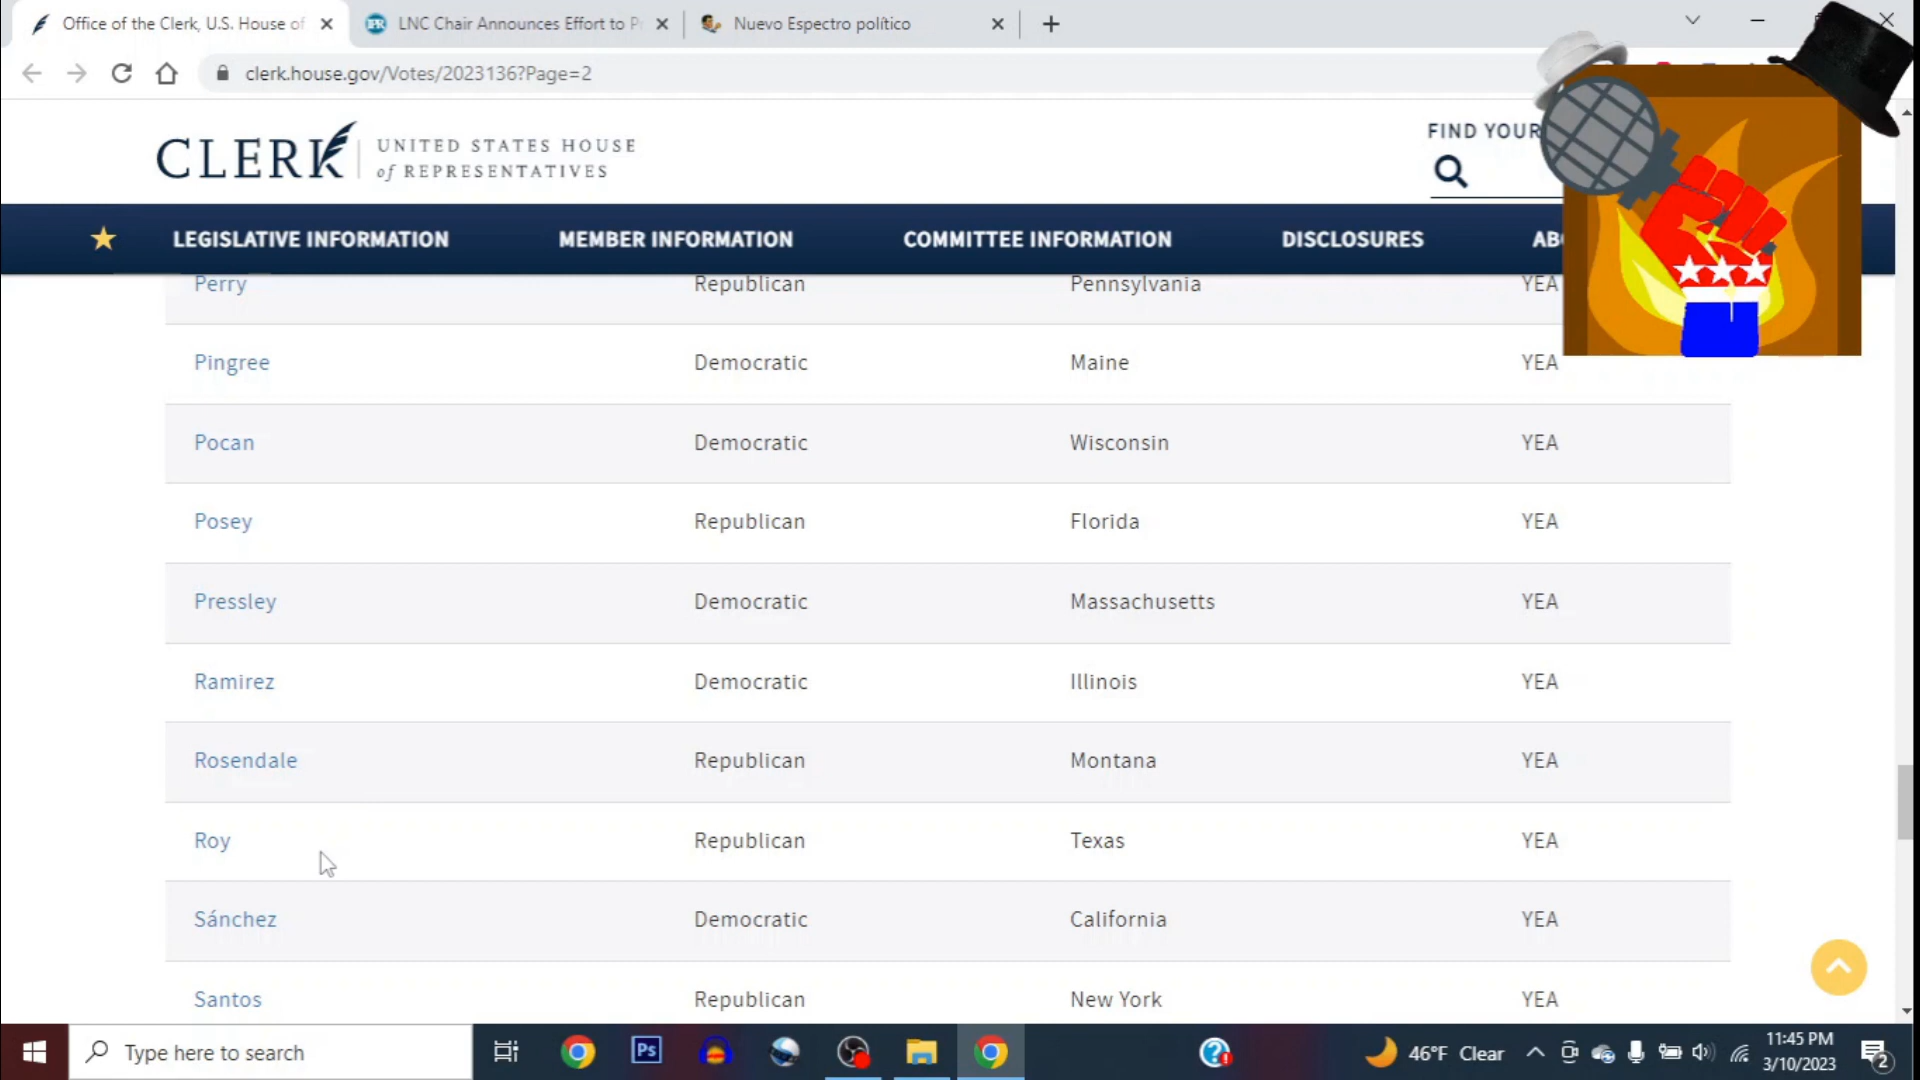 Office of the Clerk, U.S. House of
LNC Chair Announces Effort to Pr
Nuevo Espectro político
clerk.house.gov/Votes/2023136?Page=2
CLERK
UNITED STATES HOUSE
of REPRESENTATIVES
FIND YOUR
LEGISLATIVE INFORMATION MEMBER INFORMATION COMMITTEE INFORMATION DISCLOSURES AB
Perry Republican Pennsylvania YEA
Pingree Democratic Maine YEA
Pocan Democratic Wisconsin YEA
Posey Republican Florida YEA
Pressley Democratic Massachusetts YEA
Ramirez Democratic Illinois YEA
Rosendale Republican Montana YEA
Roy Republican Texas YEA
Sánchez Democratic California YEA
Santos Republican New York YEA
Type here to search
Ps
46°F Clear
11:45 PM
3/10/2023
2